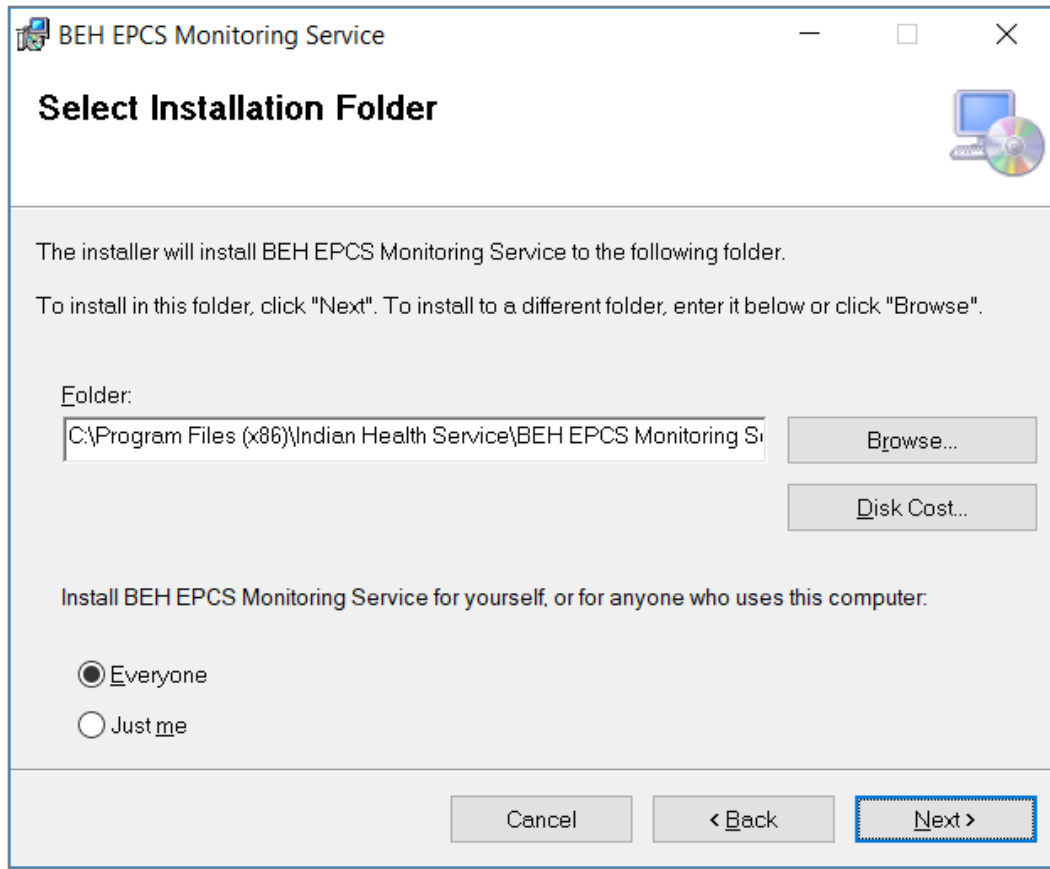 BEH EPCS Monitoring Service
Select Installation Folder
The installer will install BEH EPCS Monitoring Service to the following folder.
To install in this folder, click "Next". To install to a different folder, enter it below or click "Browse".
Folder:
C:\Program Files (x86)\Indian Health Service\BEH EPCS Monitoring S
Browse...
Disk Cost...
Install BEH EPCS Monitoring Service for yourself, or for anyone who uses this computer:
Everyone
Just me
Cancel
< Back
Next >